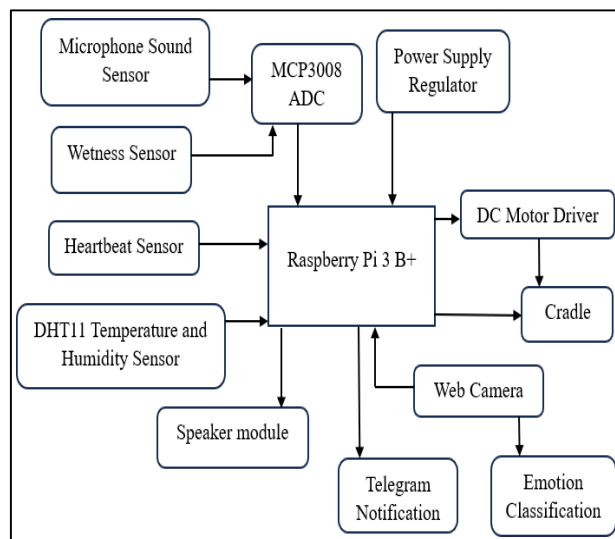 Microphone Sound
Sensor
MCP3008
ADC
Power Supply
Regulator
Wetness Sensor
Heartbeat Sensor
Raspberry Pi 3 B+
DC Motor Driver
DHT11 Temperature and
Humidity Sensor
Cradle
Web Camera
Speaker module
Telegram
Notification
Emotion
Classification